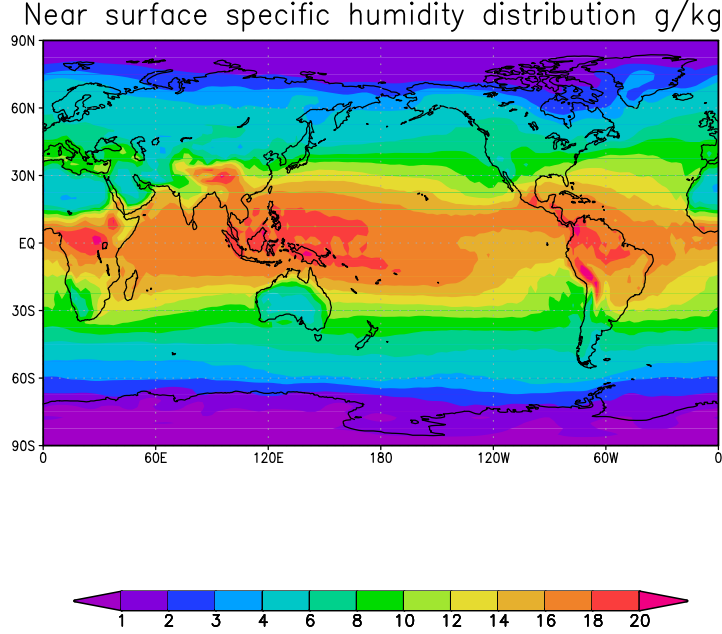 Near surface specific humidity distribution g/kg
90N
60N
30N
EQ
30S
60S
90S
0 60E 120E 180 120W 60W 0
1 2 3 4 6 8 10 12 14 16 18 20